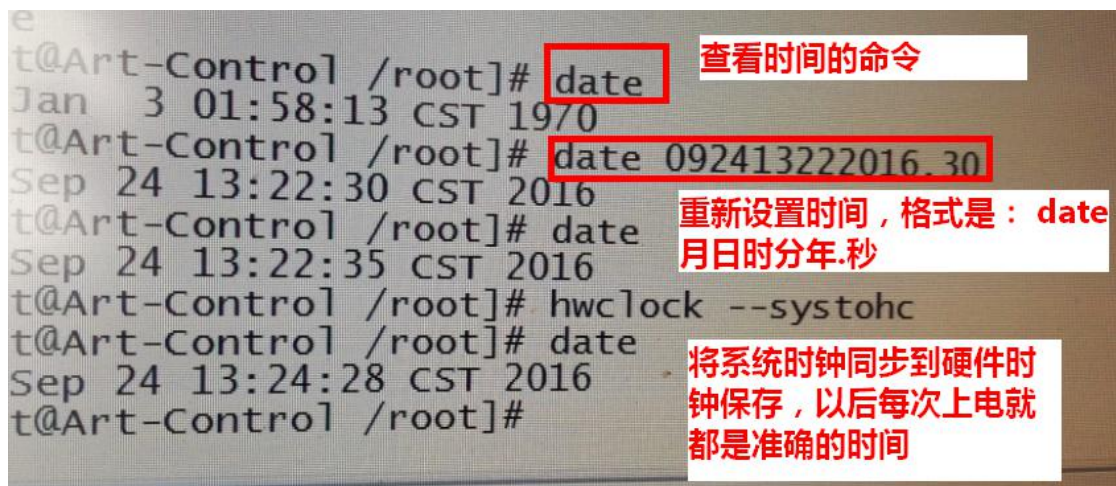 e
t@Art-Control /root]# date
查看时间的命令
Jan 3 01:58:13 CST 1970
t@Art-Control /root]# date 092413222016.30
Sep 24 13:22:30 CST 2016
重新设置时间，格式是： date
月日时分年.秒
t@Art-Control /root]# date
Sep 24 13:22:35 CST 2016
t@Art-Control /root]# hwclock --systohc
t@Art-Control /root]# date
Sep 24 13:24:28 CST 2016
t@Art-Control /root]#
将系统时钟同步到硬件时
钟保存，以后每次上电就
都是准确的时间